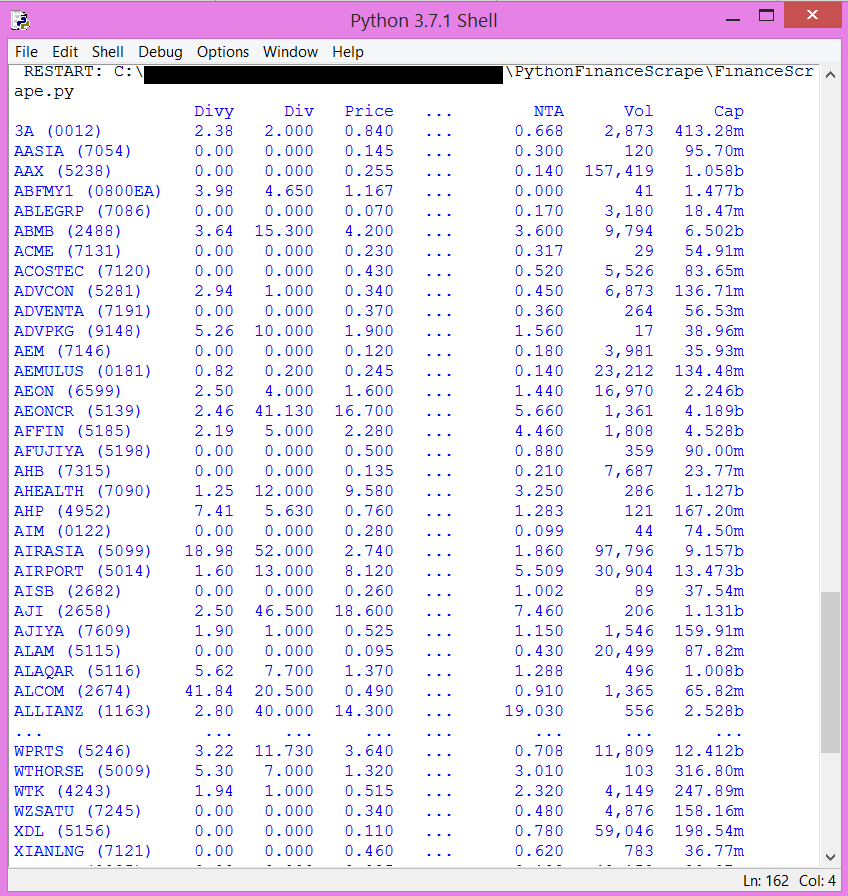 Python 3.7.1 Shell
File Edit Shell Debug Options Window Help
RESTART: C:\ \PythonFinanceScrape\FinanceScr
ape.py
Divy Div Price ... NTA Vol Cap
3A (0012) 2.38 2.000 0.840 ... 0.668 2,873 413.28m
AASIA (7054) 0.00 0.000 0.145 ... 0.300 120 95.70m
AAX (5238) 0.00 0.000 0.255 ... 0.140 157,419 1.058b
ABFMY1 (0800EA) 3.98 4.650 1.167 ... 0.000 41 1.477b
ABLEGRP (7086) 0.00 0.000 0.070 ... 0.170 3,180 18.47m
ABMB (2488) 3.64 15.300 4.200 ... 3.600 9,794 6.502b
ACME (7131) 0.00 0.000 0.230 ... 0.317 29 54.91m
ACOSTEC (7120) 0.00 0.000 0.430 ... 0.520 5,526 83.65m
ADVCON (5281) 2.94 1.000 0.340 ... 0.450 6,873 136.71m
ADVENTA (7191) 0.00 0.000 0.370 ... 0.360 264 56.53m
ADVPKG (9148) 5.26 10.000 1.900 ... 1.560 17 38.96m
AEM (7146) 0.00 0.000 0.120 ... 0.180 3,981 35.93m
AEMULUS (0181) 0.82 0.200 0.245 ... 0.140 23,212 134.48m
AEON (6599) 2.50 4.000 1.600 ... 1.440 16,970 2.246b
AEONCR (5139) 2.46 41.130 16.700 ... 5.660 1,361 4.189b
AFFIN (5185) 2.19 5.000 2.280 ... 4.460 1,808 4.528b
AFUJIYA (5198) 0.00 0.000 0.500 ... 0.880 359 90.00m
AHB (7315) 0.00 0.000 0.135 ... 0.210 7,687 23.77m
AHEALTH (7090) 1.25 12.000 9.580 ... 3.250 286 1.127b
AHP (4952) 7.41 5.630 0.760 ... 1.283 121 167.20m
AIM (0122) 0.00 0.000 0.280 ... 0.099 44 74.50m
AIRASIA (5099) 18.98 52.000 2.740 ... 1.860 97,796 9.157b
AIRPORT (5014) 1.60 13.000 8.120 ... 5.509 30,904 13.473b
AISB (2682) 0.00 0.000 0.260 ... 1.002 89 37.54m
AJI (2658) 2.50 46.500 18.600 ... 7.460 206 1.131b
AJIYA (7609) 1.90 1.000 0.525 ... 1.150 1,546 159.91m
ALAM (5115) 0.00 0.000 0.095 ... 0.430 20,499 87.82m
ALAQAR (5116) 5.62 7.700 1.370 ... 1.288 496 1.008b
ALCOM (2674) 41.84 20.500 0.490 ... 0.910 1,365 65.82m
ALLIANZ (1163) 2.80 40.000 14.300 ... 19.030 556 2.528b
... ... ... ... ... ... ... ...
WPRTS (5246) 3.22 11.730 3.640 ... 0.708 11,809 12.412b
WTHORSE (5009) 5.30 7.000 1.320 ... 3.010 103 316.80m
WTK (4243) 1.94 1.000 0.515 ... 2.320 4,149 247.89m
WZSATU (7245) 0.00 0.000 0.340 ... 0.480 4,876 158.16m
XDL (5156) 0.00 0.000 0.110 ... 0.780 59,046 198.54m
XIANLNG (7121) 0.00 0.000 0.460 ... 0.620 783 36.77m
Ln: 162 Col: 4